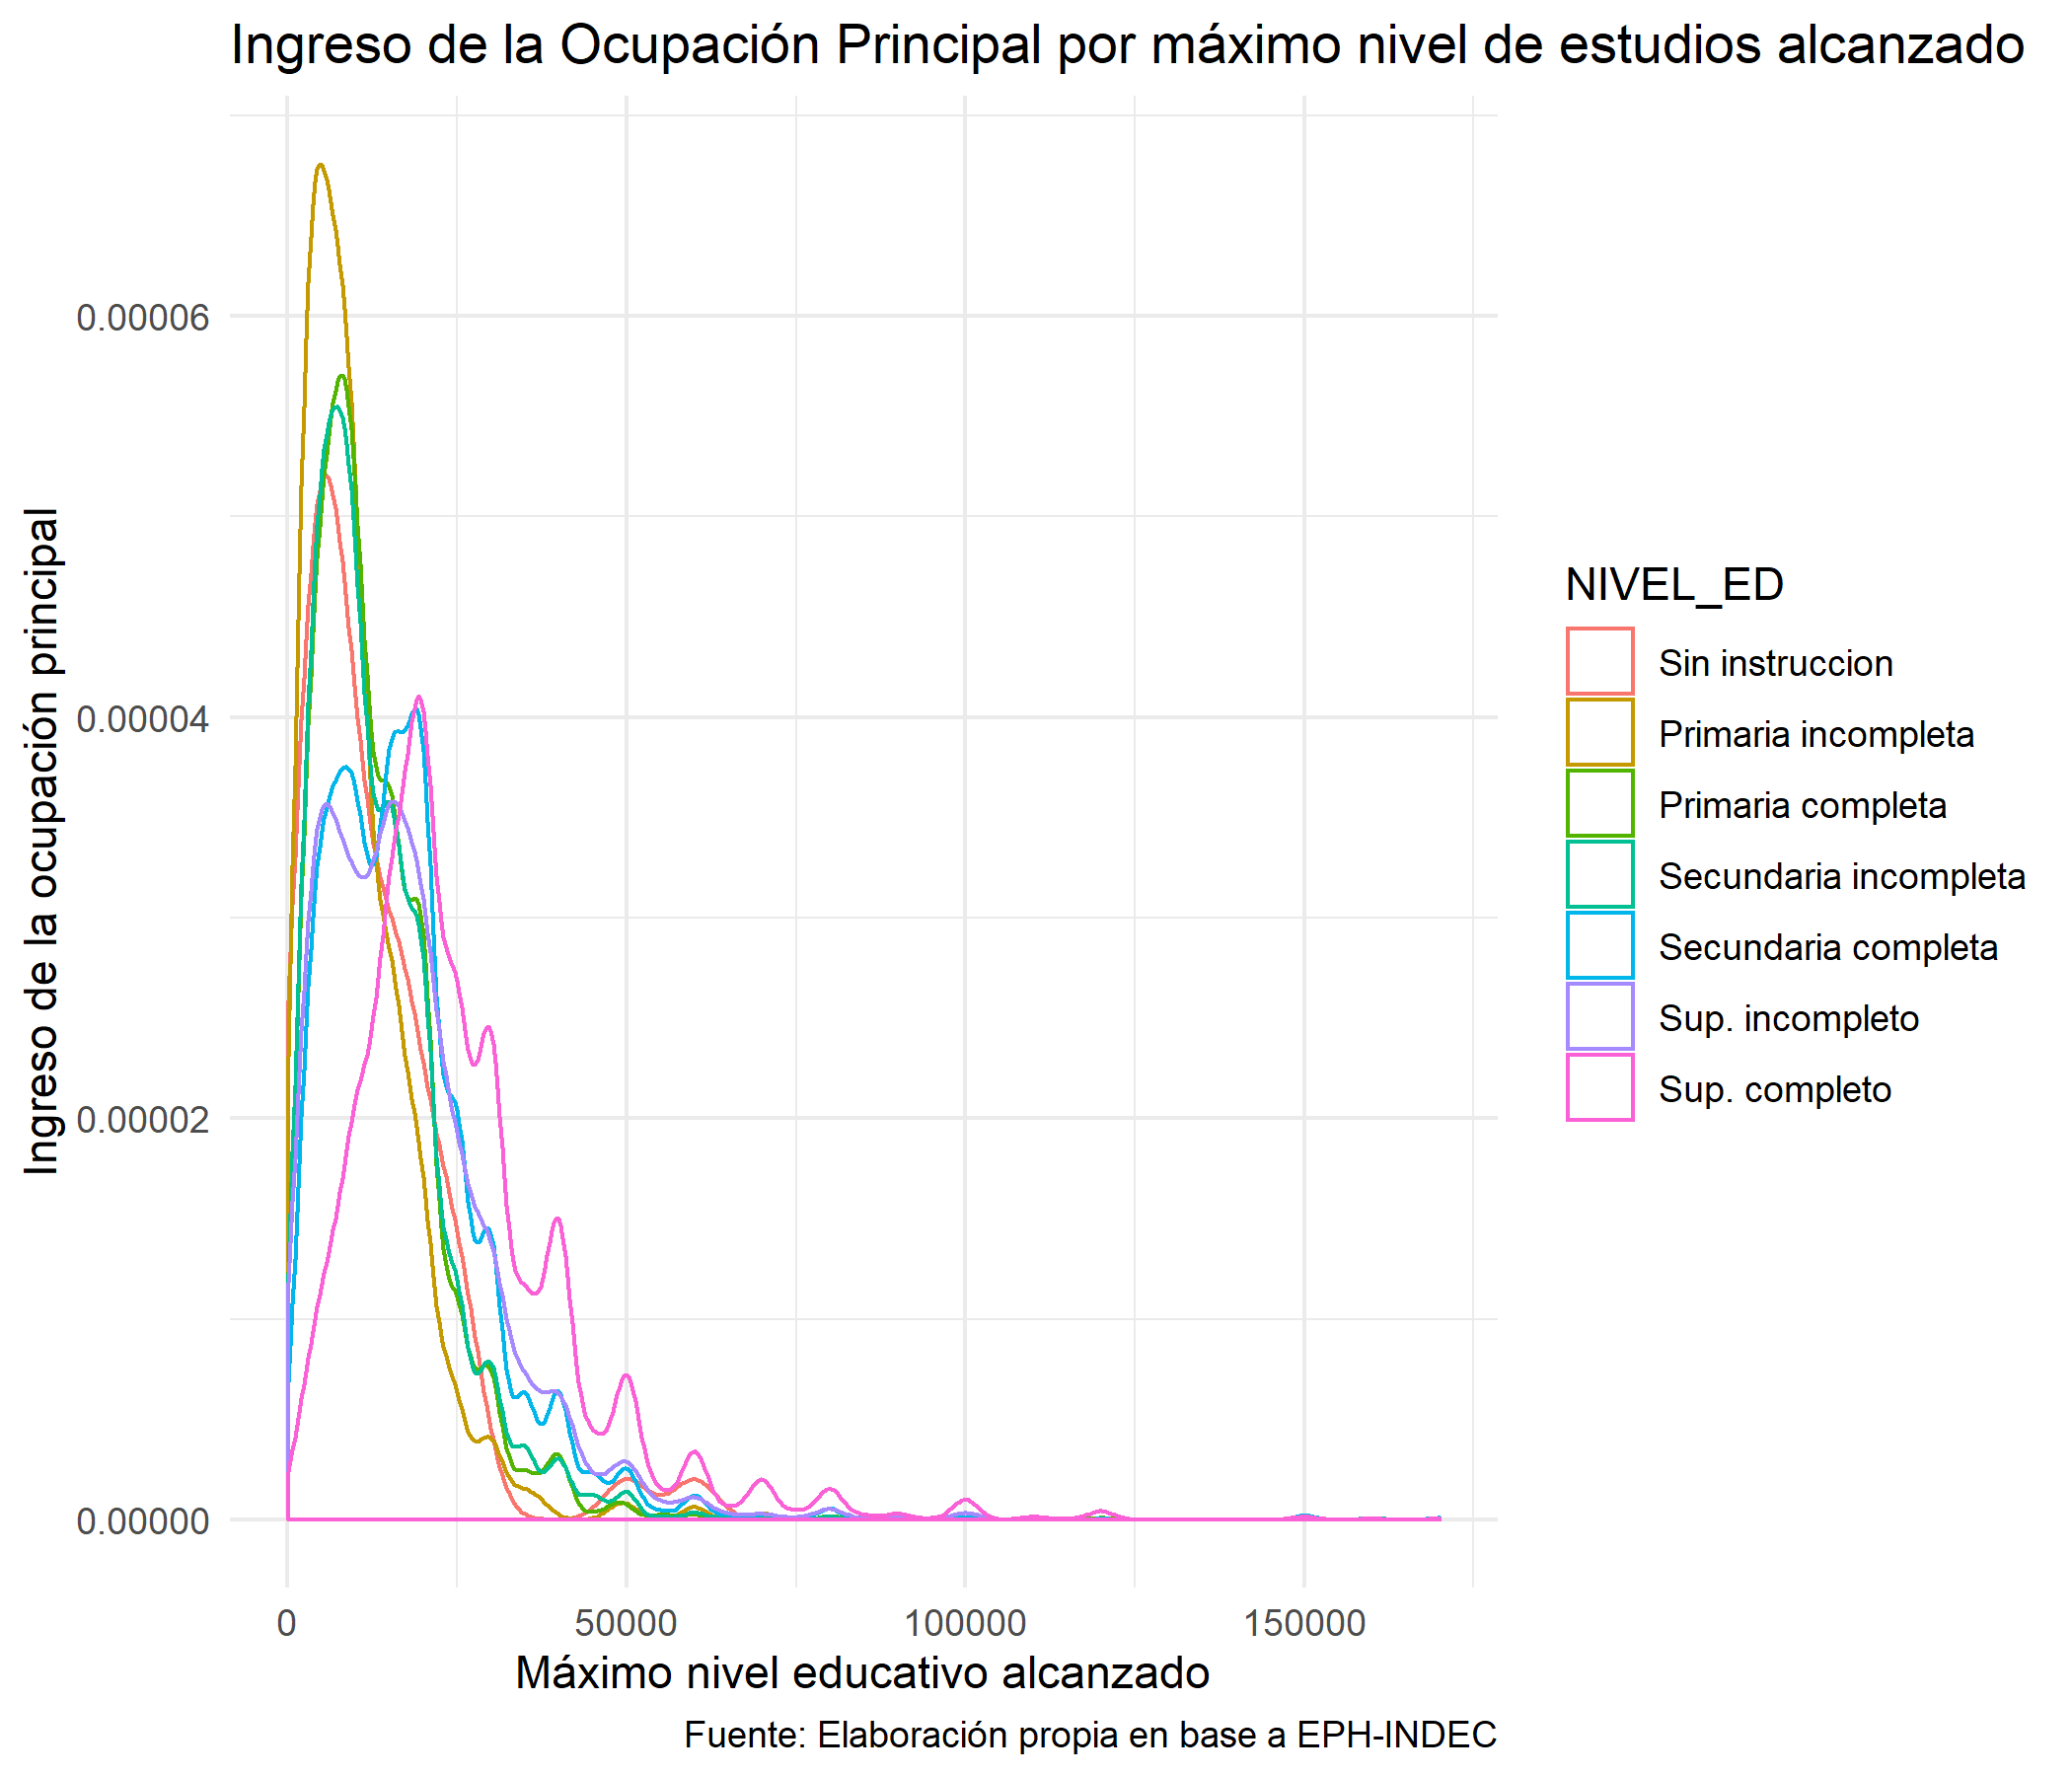 Ingreso de la Ocupación Principal por máximo nivel de estudios alcanzado
Ingreso de la ocupación principal
0.00006
0.00004
0.00002
0.00000
0
50000
100000
150000
Máximo nivel educativo alcanzado
Fuente: Elaboración propia en base a EPH-INDEC
NIVEL_ED
Sin instruccion
Primaria incompleta
Primaria completa
Secundaria incompleta
Secundaria completa
Sup. incompleto
Sup. completo